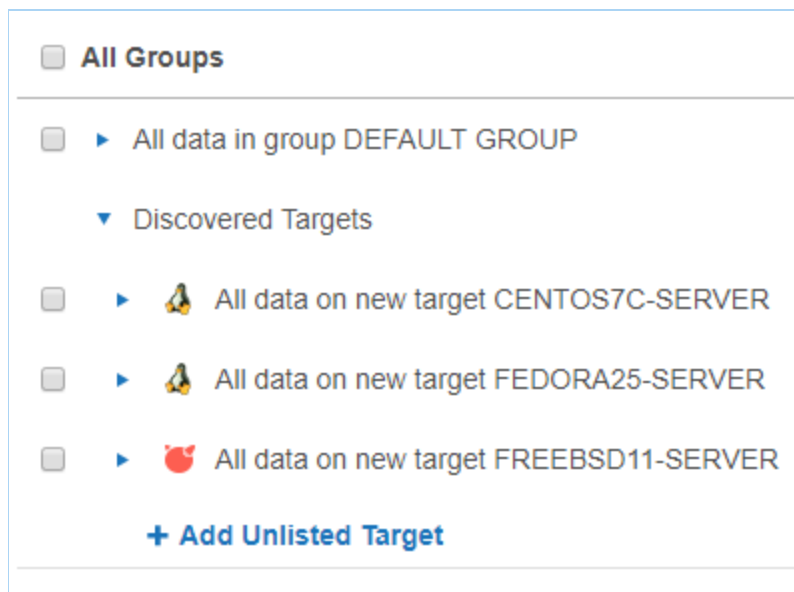 All Groups
All data in group DEFAULT GROUP
Discovered Targets
All data on new target CENTOS7C-SERVER
All data on new target FEDORA25-SERVER
All data on new target FREEBSD11-SERVER
+ Add Unlisted Target